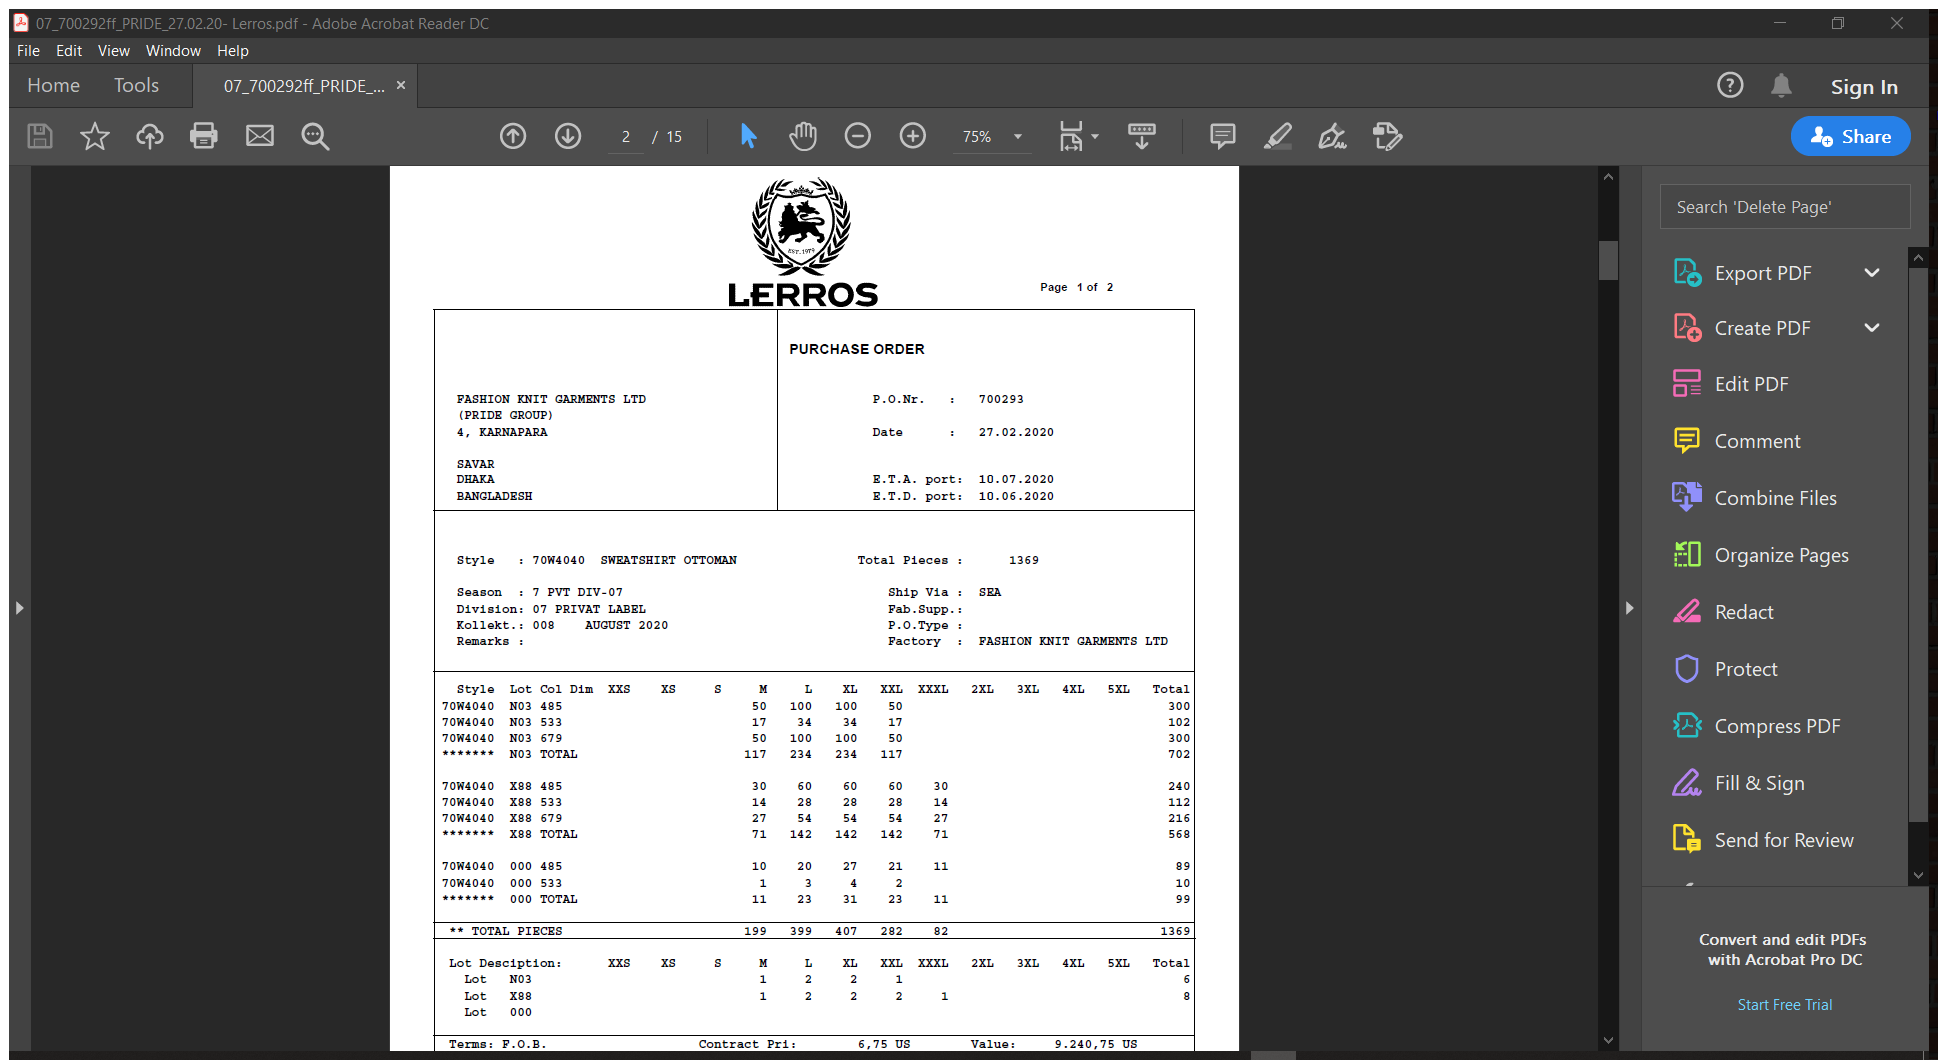 07_700292ff_PRIDE_27.02.20- Lerros.pdf - Adobe Acrobat Reader DC
File Edit View Window Help
Home Tools 07_700292ff_PRIDE_... × Sign In
2 / 15 75% Share
EST.1979
LERROS
Page 1 of 2
PURCHASE ORDER
FASHION KNIT GARMENTS LTD P.O.Nr. : 700293
(PRIDE GROUP)
4, KARNAPARA Date : 27.02.2020
SAVAR
DHAKA E.T.A. port: 10.07.2020
BANGLADESH E.T.D. port: 10.06.2020
Style : 70W4040 SWEATSHIRT OTTOMAN Total Pieces : 1369
Season : 7 PVT DIV-07 Ship Via : SEA
Division: 07 PRIVAT LABEL Fab.Supp.:
Kollekt.: 008 AUGUST 2020 P.O.Type :
Remarks : Factory : FASHION KNIT GARMENTS LTD
Style Lot Col Dim XXS XS S M L XL XXL XXXL 2XL 3XL 4XL 5XL Total
70W4040 N03 485 50 100 100 50 300
70W4040 N03 533 17 34 34 17 102
70W4040 N03 679 50 100 100 50 300
******* N03 TOTAL 117 234 234 117 702
70W4040 X88 485 30 60 60 60 30 240
70W4040 X88 533 14 28 28 28 14 112
70W4040 X88 679 27 54 54 54 27 216
******* X88 TOTAL 71 142 142 142 71 568
70W4040 000 485 10 20 27 21 11 89
70W4040 000 533 1 3 4 2 10
******* 000 TOTAL 11 23 31 23 11 99
** TOTAL PIECES 199 399 407 282 82 1369
Lot Desciption: XXS XS S M L XL XXL XXXL 2XL 3XL 4XL 5XL Total
Lot N03 1 2 2 1 6
Lot X88 1 2 2 2 1 8
Lot 000
Terms: F.O.B. Contract Pri: 6,75 US Value: 9.240,75 US
Search 'Delete Page'
Export PDF
Create PDF
Edit PDF
Comment
Combine Files
Organize Pages
Redact
Protect
Compress PDF
Fill & Sign
Send for Review
Convert and edit PDFs
with Acrobat Pro DC
Start Free Trial